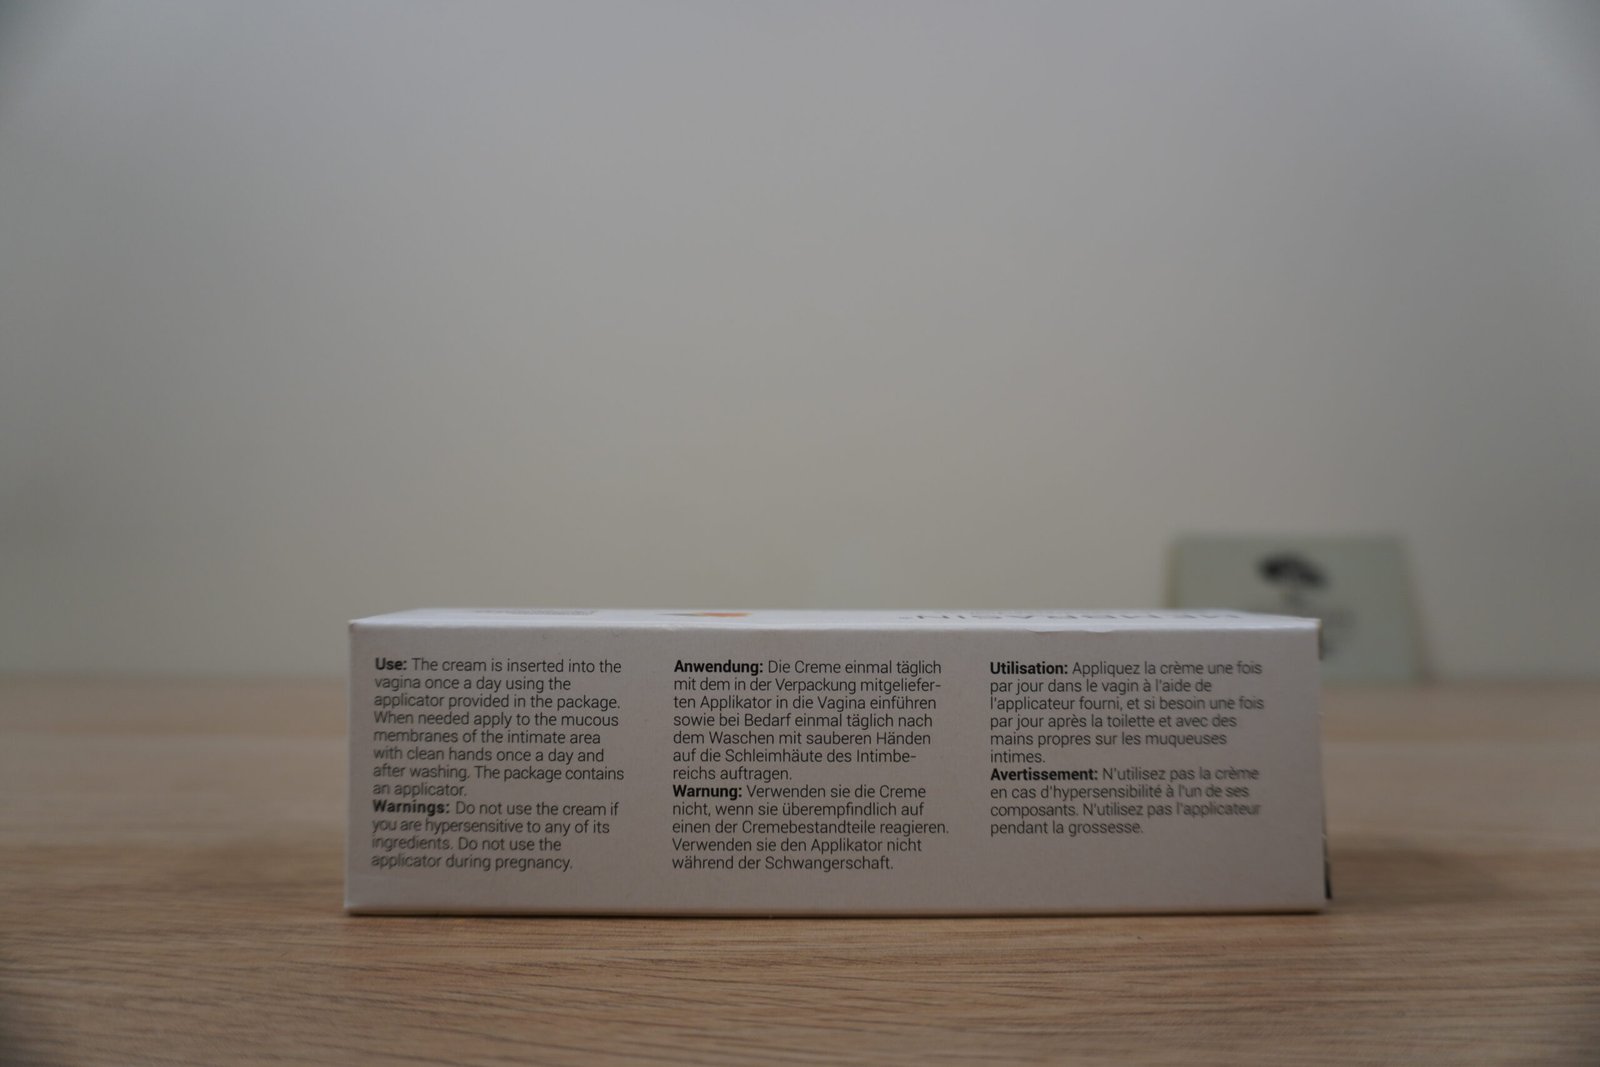 Use: The cream is inserted into the
vagina once a day using the
applicator provided in the package.
When needed apply to the mucous
membranes of the intimate area
with clean hands once a day and
after washing. The package contains
an applicator.
Warnings: Do not use the cream if
you are hypersensitive to any of its
ingredients. Do not use the
applicator during pregnancy.
Anwendung: Die Creme einmal täglich
mit dem in der Verpackung mitgeliefer-
ten Applikator in die Vagina einführen
sowie bei Bedarf einmal täglich nach
dem Waschen mit sauberen Händen
auf die Schleimhäute des Intimbe-
reichs auftragen.
Warnung: Verwenden sie die Creme
nicht, wenn sie überempfindlich auf
einen der Cremebestandteile reagieren.
Verwenden sie den Applikator nicht
während der Schwangerschaft.
Utilisation: Appliquez la crème une fois
par jour dans le vagin à l'aide de
l'applicateur fourni, et si besoin une fois
par jour après la toilette et avec des
mains propres sur les muqueuses
intimes.
Avertissement: N'utilisez pas la crème
en cas d'hypersensibilité à l'un de ses
composants. N'utilisez pas l'applicateur
pendant la grossesse.